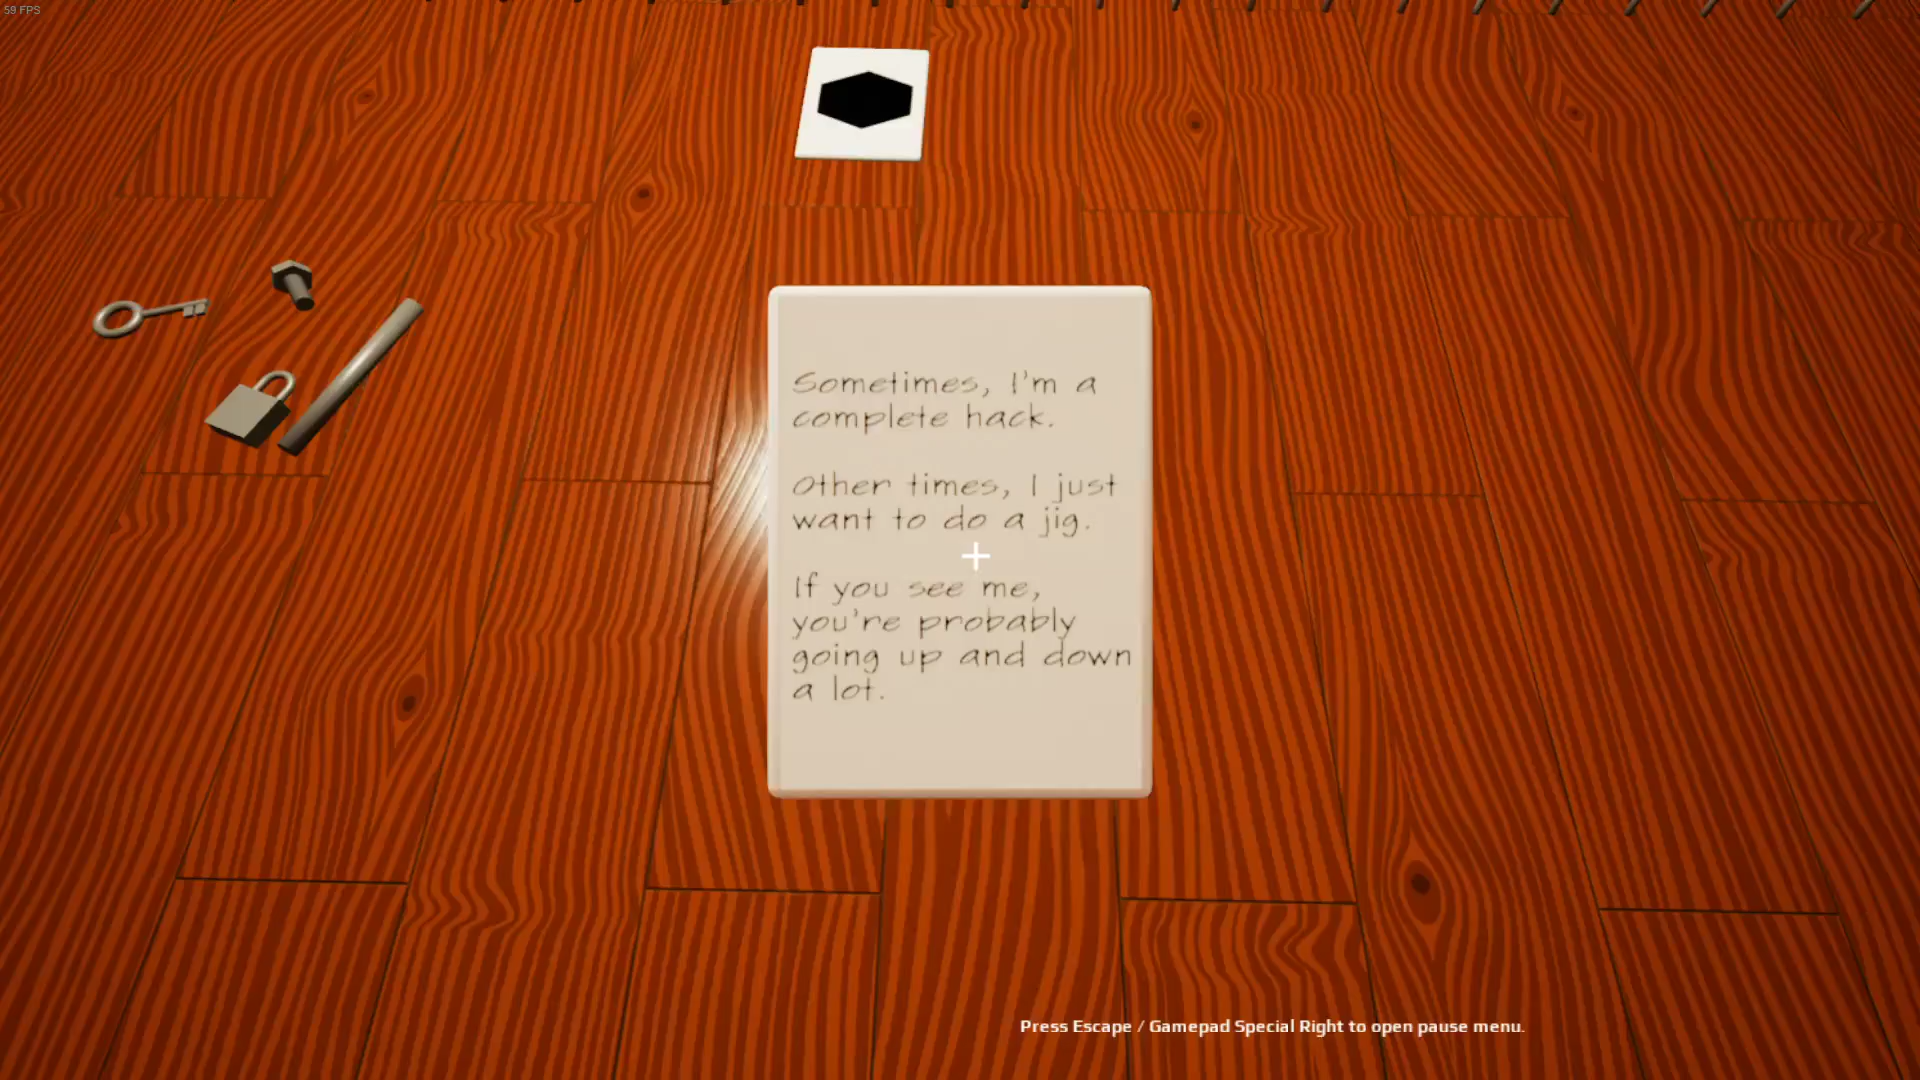 59 FPS
Sometimes, I'm a
complete hack.
Other times, I just
want to do a jig.
If you see me,
you're probably
going up and down
a lot.
Press Escape / Gamepad Special Right to open pause menu.